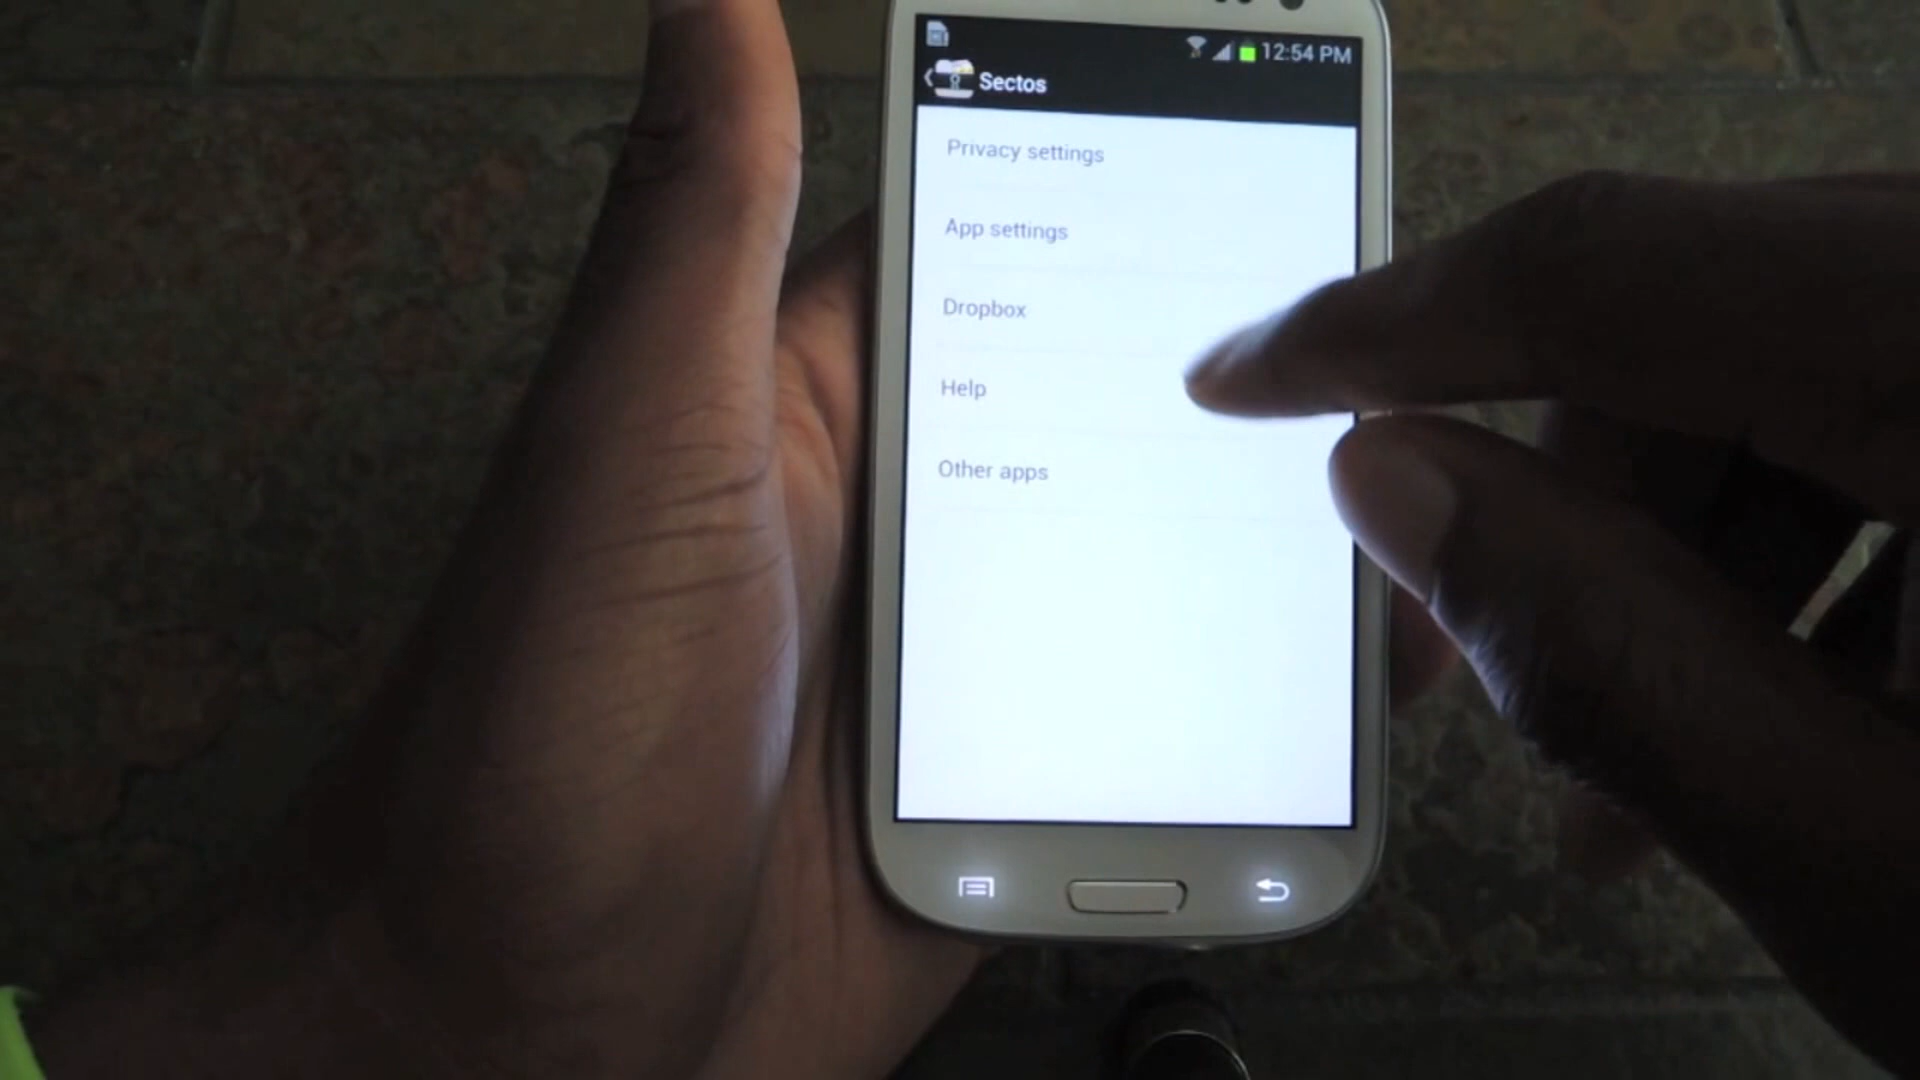 12:54 PM
Sectos
Privacy settings
App settings
Dropbox
Help
Other apps